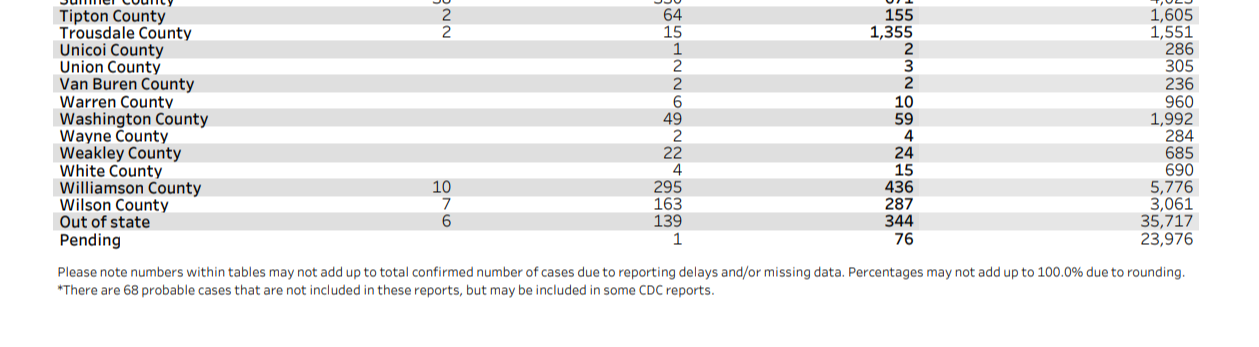 Tipton County 2 64 155 1,605
Trousdale County 2 15 1,355 1,551
Unicoi County 1 2 286
Union County 2 3 305
Van Buren County 2 2 236
Warren County 6 10 960
Washington County 49 59 1,992
Wayne County 2 4 284
Weakley County 22 24 685
White County 4 15 690
Williamson County 10 295 436 5,776
Wilson County 7 163 287 3,061
Out of state 6 139 344 35,717
Pending 1 76 23,976
Please note numbers within tables may not add up to total confirmed number of cases due to reporting delays and/or missing data. Percentages may not add up to 100.0% due to rounding.
*There are 68 probable cases that are not included in these reports, but may be included in some CDC reports.